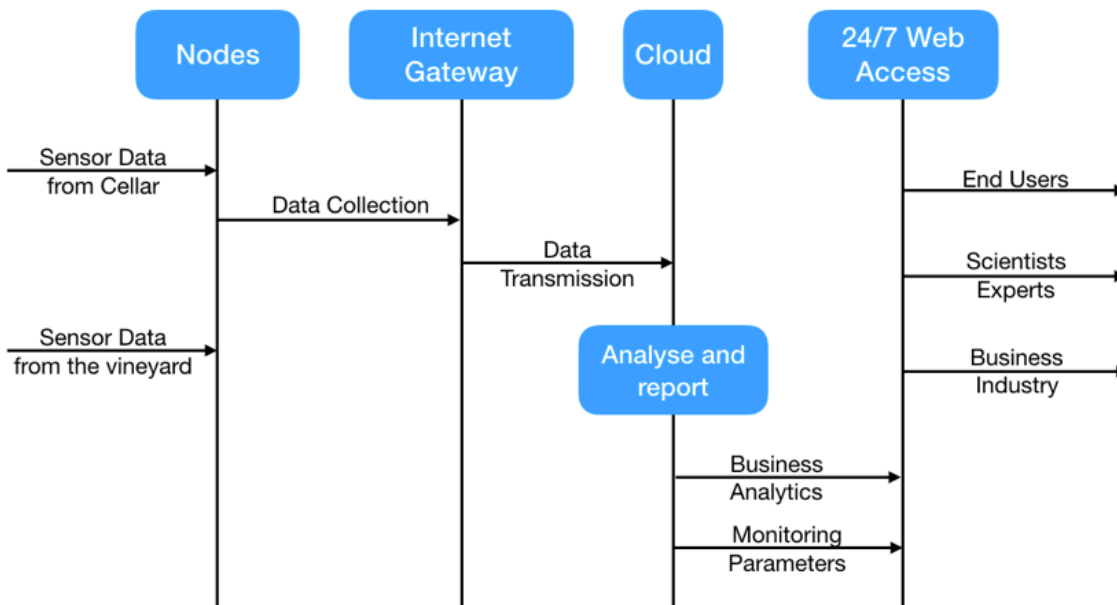 Nodes
Internet
Gateway
Cloud
24/7 Web
Access
Sensor Data
from Cellar
Data Collection
Data
Transmission
Sensor Data
from the vineyard
Analyse and
report
Business
Analytics
Monitoring
Parameters
End Users
Scientists
Experts
Business
Industry